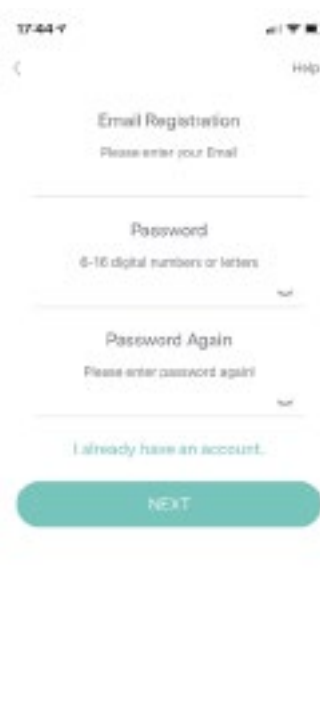 17:44
Help
Email Registration
Please enter your Email
Password
6-16 digital numbers or letters
Password Again
Please enter password again!
I already have an account.
NEXT